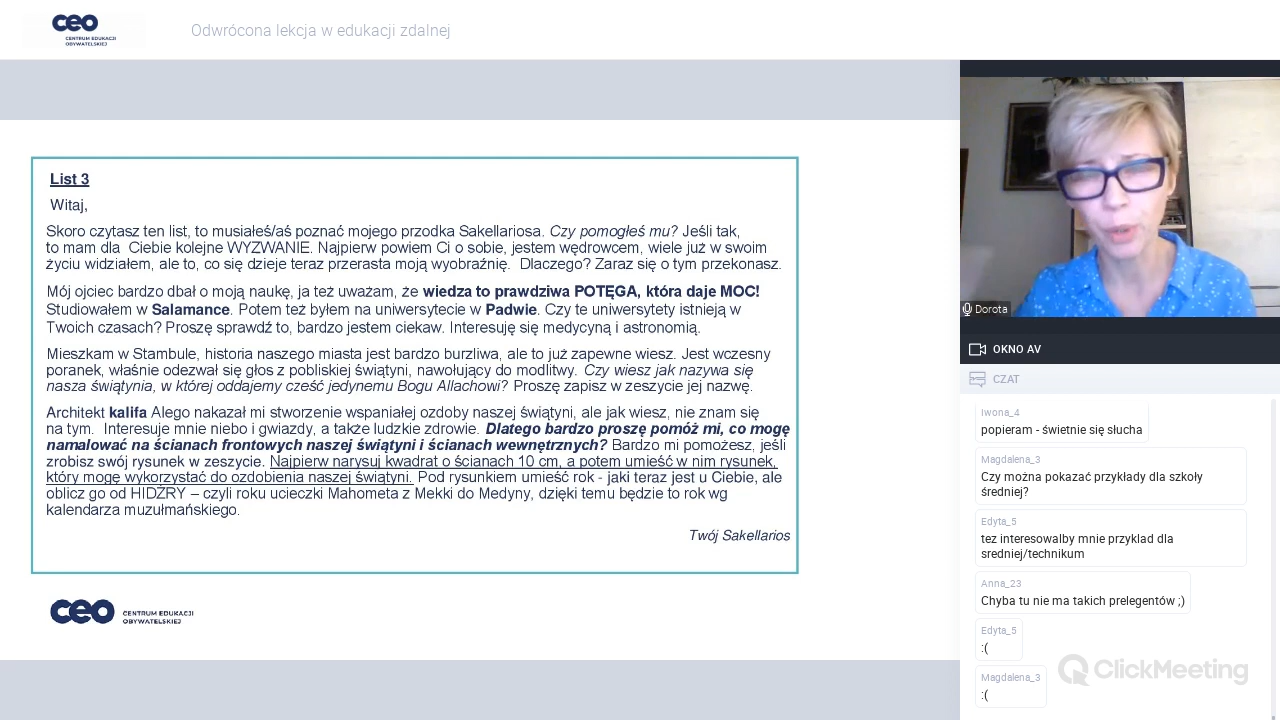 ceo
CENTRUM EDUKACJI
OBYWATELSKIEJ
Odwrócona lekcja w edukacji zdalnej
List 3
Witaj,
Skoro czytasz ten list, to musiałeś/aś poznać mojego przodka Sakellariosa. Czy pomogłeś mu? Jeśli tak,
to mam dla Ciebie kolejne WYZWANIE. Najpierw powiem Ci o sobie, jestem wędrowcem, wiele już w swoim
życiu widziałem, ale to, co się dzieje teraz przerasta moją wyobraźnię. Dlaczego? Zaraz się o tym przekonasz.
Mój ojciec bardzo dbał o moją naukę, ja też uważam, że wiedza to prawdziwa POTĘGA, która daje MOC!
Studiowałem w Salamance. Potem też byłem na uniwersytecie w Padwie. Czy te uniwersytety istnieją w
Twoich czasach? Proszę sprawdź to, bardzo jestem ciekaw. Interesuję się medycyną i astronomią.
Mieszkam w Stambule, historia naszego miasta jest bardzo burzliwa, ale to już zapewne wiesz. Jest wczesny
poranek, właśnie odezwał się głos z pobliskiej świątyni, nawołujący do modlitwy. Czy wiesz jak nazywa się
nasza świątynia, w której oddajemy cześć jedynemu Bogu Allachowi? Proszę zapisz w zeszycie jej nazwę.
Architekt kalifa Alego nakazał mi stworzenie wspaniałej ozdoby naszej świątyni, ale jak wiesz, nie znam się
na tym. Interesuje mnie niebo i gwiazdy, a także ludzkie zdrowie. Dlatego bardzo proszę pomóż mi, co mogę
namalować na ścianach frontowych naszej świątyni i ścianach wewnętrznych? Bardzo mi pomożesz, jeśli
zrobisz swój rysunek w zeszycie. Najpierw narysuj kwadrat o ścianach 10 cm, a potem umieść w nim rysunek,
który mogę wykorzystać do ozdobienia naszej świątyni. Pod rysunkiem umieść rok - jaki teraz jest u Ciebie, ale
oblicz go od HIDŻRY – czyli roku ucieczki Mahometa z Mekki do Medyny, dzięki temu będzie to rok wg
kalendarza muzułmańskiego.
Twój Sakellarios
ceo
CENTRUM EDUKACJI
OBYWATELSKIEJ
Dorota
OKNO AV
CZAT
Iwona_4
popieram - świetnie się słucha
Magdalena_3
Czy można pokazać przykłady dla szkoły
średniej?
Edyta_5
tez interesowalby mnie przyklad dla
sredniej/technikum
Anna_23
Chyba tu nie ma takich prelegentów ;)
Edyta_5
:(
Magdalena_3
:(
ClickMeeting